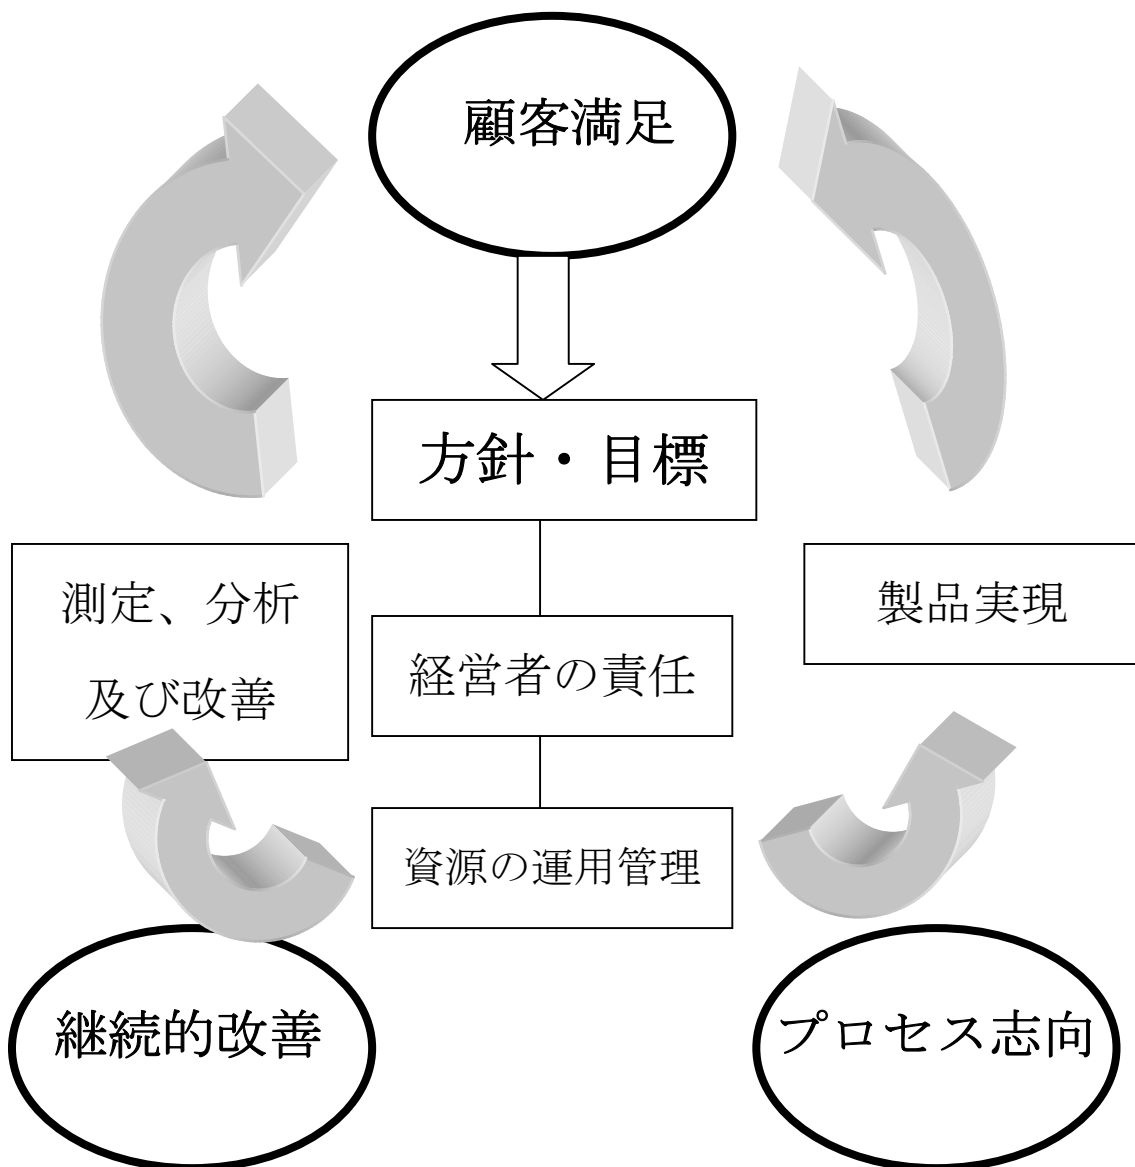 顧客満足
方針・目標
測定、分析
及び改善
製品実現
経営者の責任
資源の運用管理
継続的改善
プロセス志向